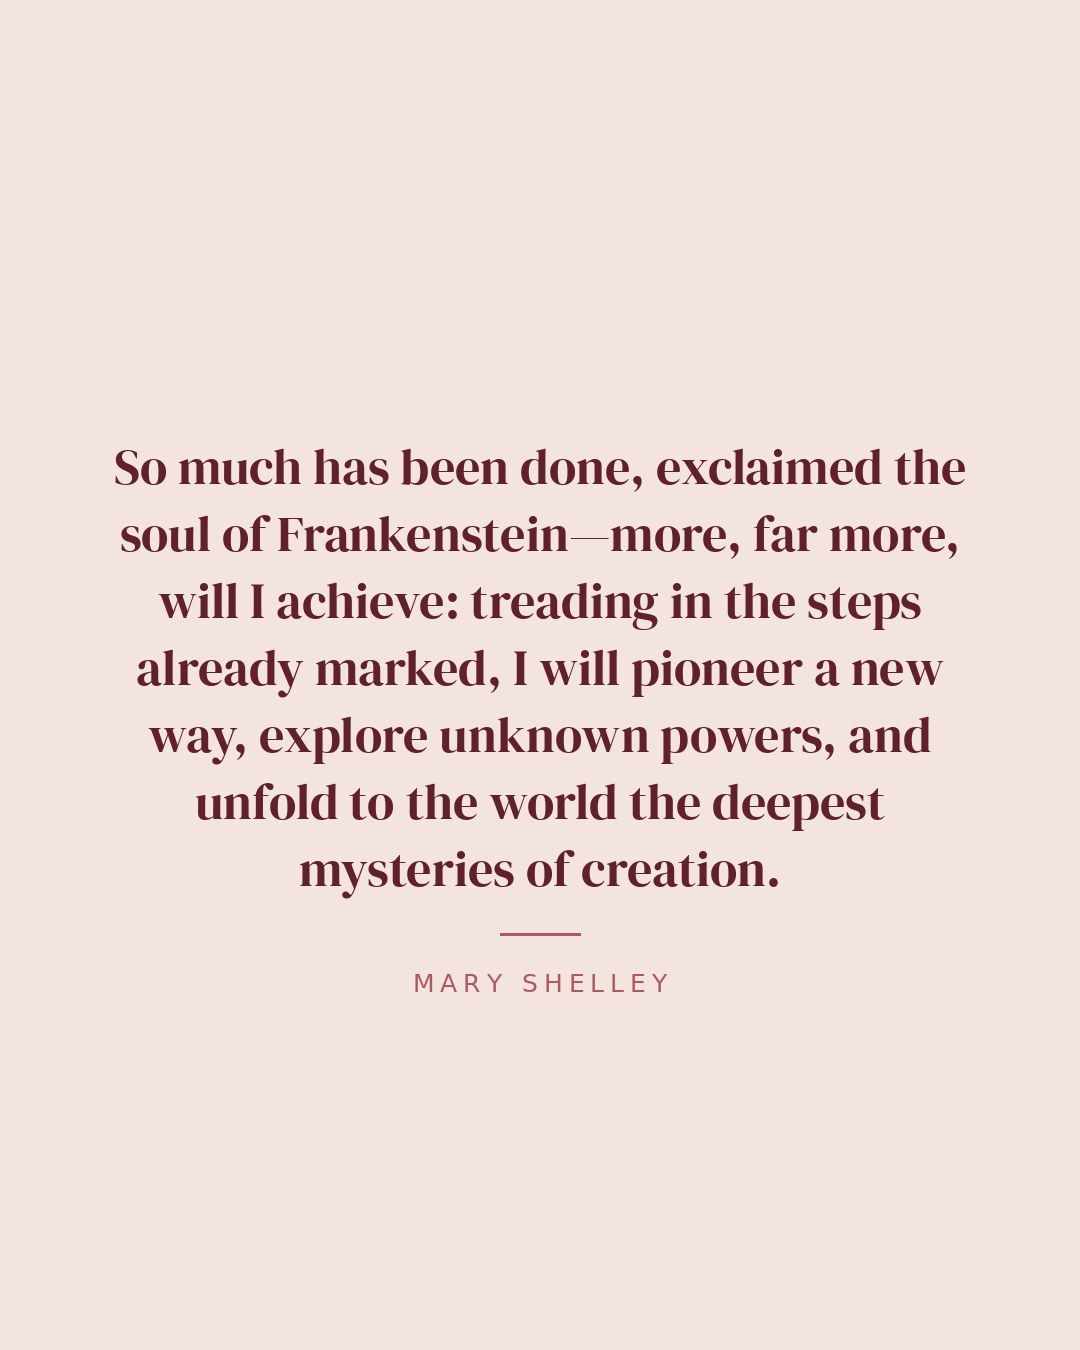 So much has been done, exclaimed the
soul of Frankenstein—more, far more,
will I achieve: treading in the steps
already marked, I will pioneer a new
way, explore unknown powers, and
unfold to the world the deepest
mysteries of creation.
MARY SHELLEY